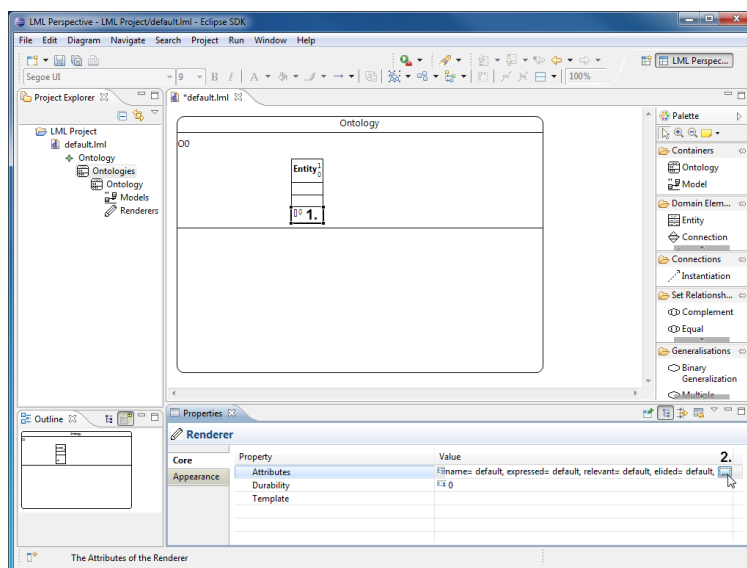 LML Perspective - LML Project/default.lml - Eclipse SDK
File Edit Diagram Navigate Search Project Run Window Help
LML Perspec...
Segoe UI 9 B I A 100%
Project Explorer
*default.lml
LML Project
default.lml
Ontology
Ontologies
Ontology
Models
Renderers
Ontology
O0
Entity 1 0
0 1.
Palette
Containers
Ontology
Model
Domain Elem...
Entity
Connection
Connections
Instantiation
Set Relationsh...
Complement
Equal
Generalisations
Binary
Generalization
Multiple
Outline
Properties
Renderer
Core
Appearance
Property Value 2.
Attributes name= default, expressed= default, relevant= default, elided= default, ...
Durability 0
Template
The Attributes of the Renderer